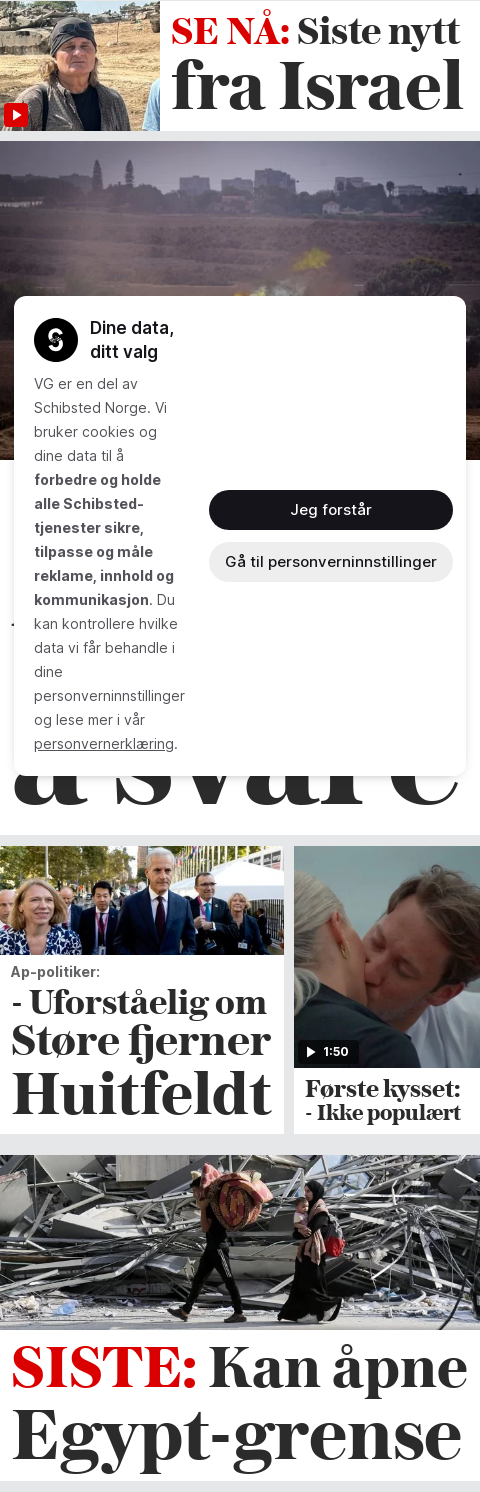 SE NÅ: Siste nytt
fra Israel
Dine data,
ditt valg
VG er en del av
Schibsted Norge. Vi
bruker cookies og
dine data til å
forbedre og holde
alle Schibsted-
tjenester sikre,
tilpasse og måle
reklame, innhold og
kommunikasjon. Du
kan kontrollere hvilke
data vi får behandle i
dine
personverninnstillinger
og lese mer i vår
personvernerklæring.
Jeg forstår
Gå til personverninnstillinger
å svare
Ap-politiker:
- Uforståelig om
Støre fjerner
Huitfeldt
1:50
Første kysset:
- Ikke populært
SISTE: Kan åpne
Egypt-grense